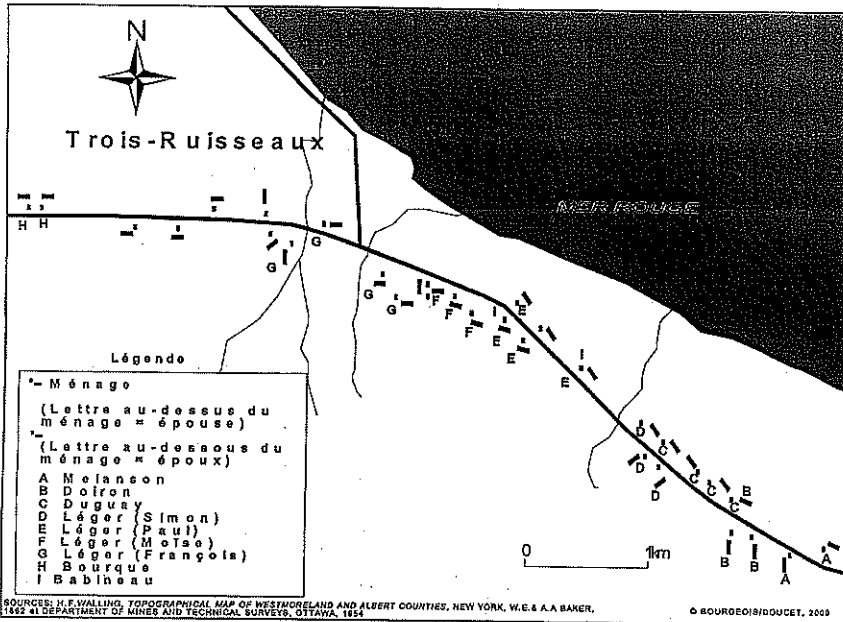 N
Trois-Ruisseaux
MER ROUGE
H H
G
G
G
G
F
F
F
E
E
E
E
D
D
D
C
C
C
C
B
B
B
A
A
Légende
Ménage
(Lettre au-dessus du
ménage = épouse)
(Lettre au-dessous du
ménage = époux)
A Melanson
B Doiron
C Duguay
D Léger (Simon)
E Léger (Paul)
F Léger (Moïse)
G Léger (François)
H Bourque
I Babineau
0 1km
SOURCES: H.F.WALLING, TOPOGRAPHICAL MAP OF WESTMORELAND AND ALBERT COUNTIES, NEW YORK, W.E.& A.A BAKER,
1862 et DEPARTMENT OF MINES AND TECHNICAL SURVEYS, OTTAWA, 1954
© BOURGEOIS/DOUCET, 2009